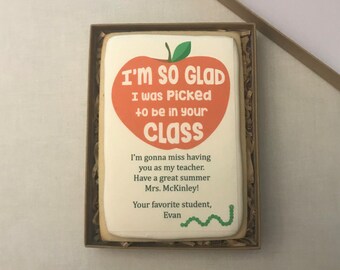 I'M SO GLAD
I WAS PICKED
to be in your
CLASS
I'm gonna miss having
you as my teacher.
Have a great summer
Mrs. McKinley!
Your favorite student,
Evan